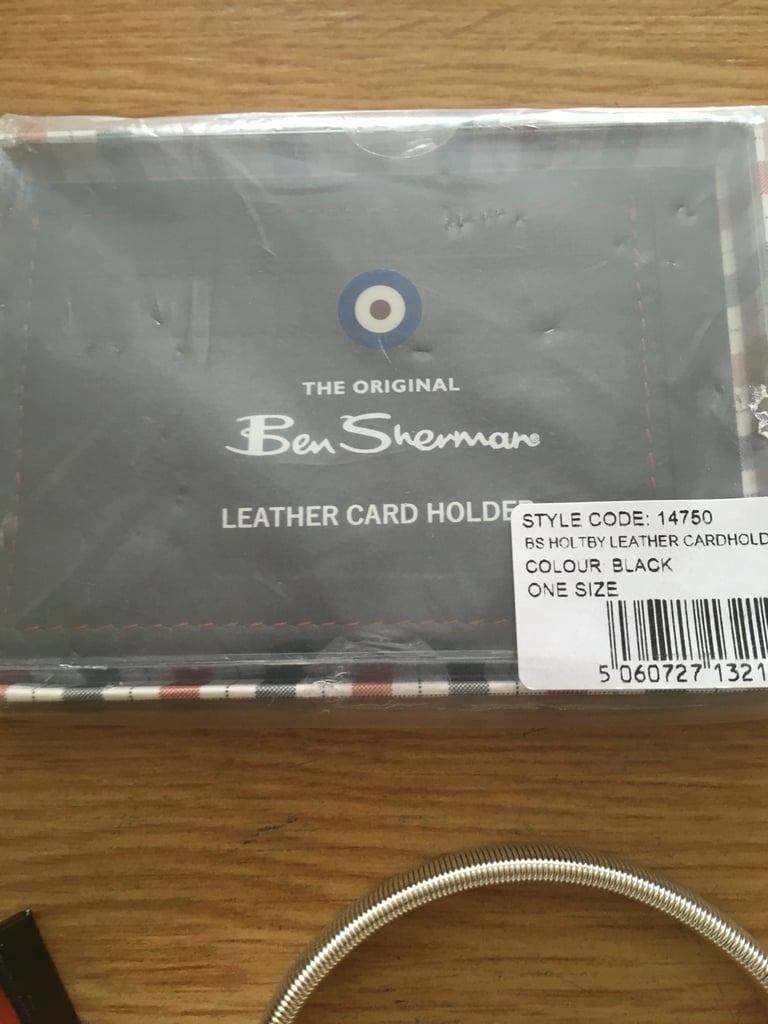 THE ORIGINAL
Ben Sherman®
LEATHER CARD HOLDER
STYLE CODE: 14750
BS HOLTBY LEATHER CARDHOLD
COLOUR: BLACK
ONE SIZE
5 060727 1321